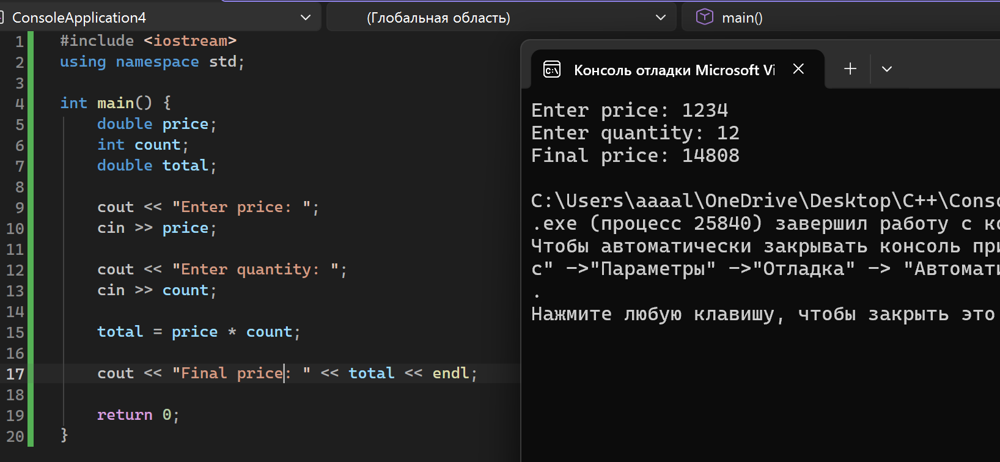 ConsoleApplication4
(Глобальная область)
main()
1 #include <iostream>
2 using namespace std;
3
4 int main() {
5 double price;
6 int count;
7 double total;
8
9 cout << "Enter price: ";
10 cin >> price;
11
12 cout << "Enter quantity: ";
13 cin >> count;
14
15 total = price * count;
16
17 cout << "Final price: " << total << endl;
18
19 return 0;
20 }
Консоль отладки Microsoft Vi
Enter price: 1234
Enter quantity: 12
Final price: 14808
C:\Users\aaaal\OneDrive\Desktop\C++\Conso
.exe (процесс 25840) завершил работу с ко
Чтобы автоматически закрывать консоль при
с" ->"Параметры" ->"Отладка" -> "Автомати
.
Нажмите любую клавишу, чтобы закрыть это